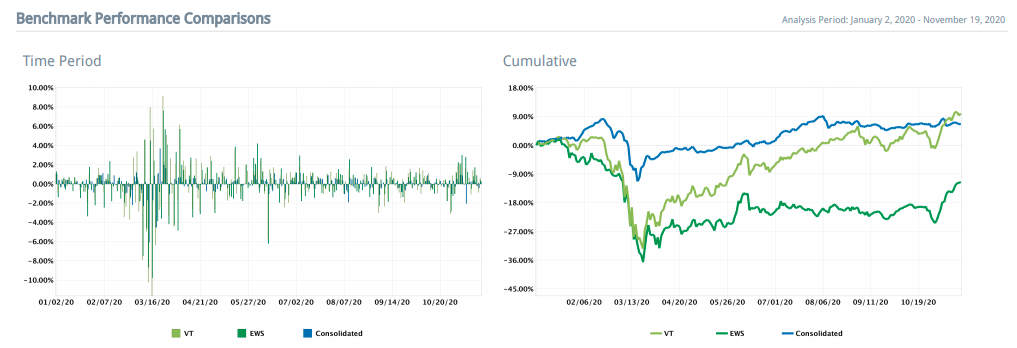 Benchmark Performance Comparisons
Analysis Period: January 2, 2020 - November 19, 2020
Time Period
Cumulative
10.00%
8.00%
6.00%
4.00%
2.00%
0.00%
−2.00%
−4.00%
−6.00%
−8.00%
−10.00%
01/02/20 02/07/20 03/16/20 04/21/20 05/27/20 07/02/20 08/07/20 09/14/20 10/20/20
VT EWS Consolidated
18.00%
9.00%
0.00%
−9.00%
−18.00%
−27.00%
−36.00%
−45.00%
02/06/20 03/13/20 04/20/20 05/26/20 07/01/20 08/06/20 09/11/20 10/19/20
VT EWS Consolidated